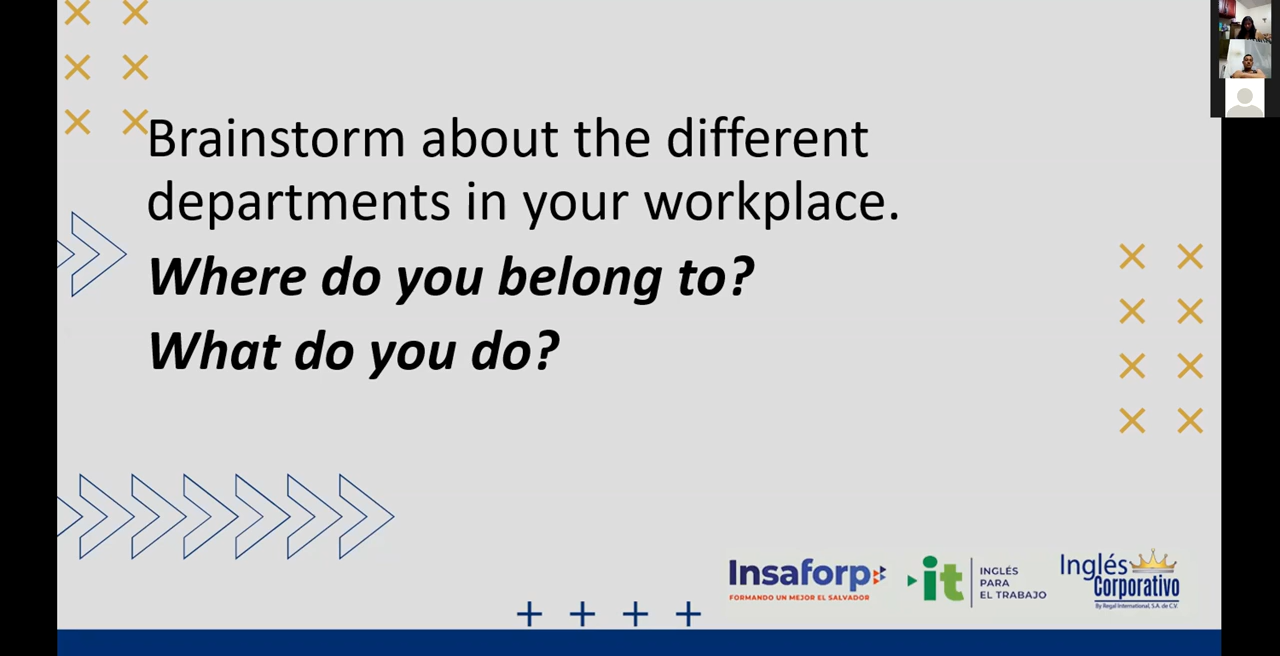 Brainstorm about the different
departments in your workplace.
Where do you belong to?
What do you do?
Insaforp
FORMANDO UN MEJOR EL SALVADOR
it
INGLÉS
PARA
EL TRABAJO
Inglés
Corporativo
By Regal International, S.A. de C.V.